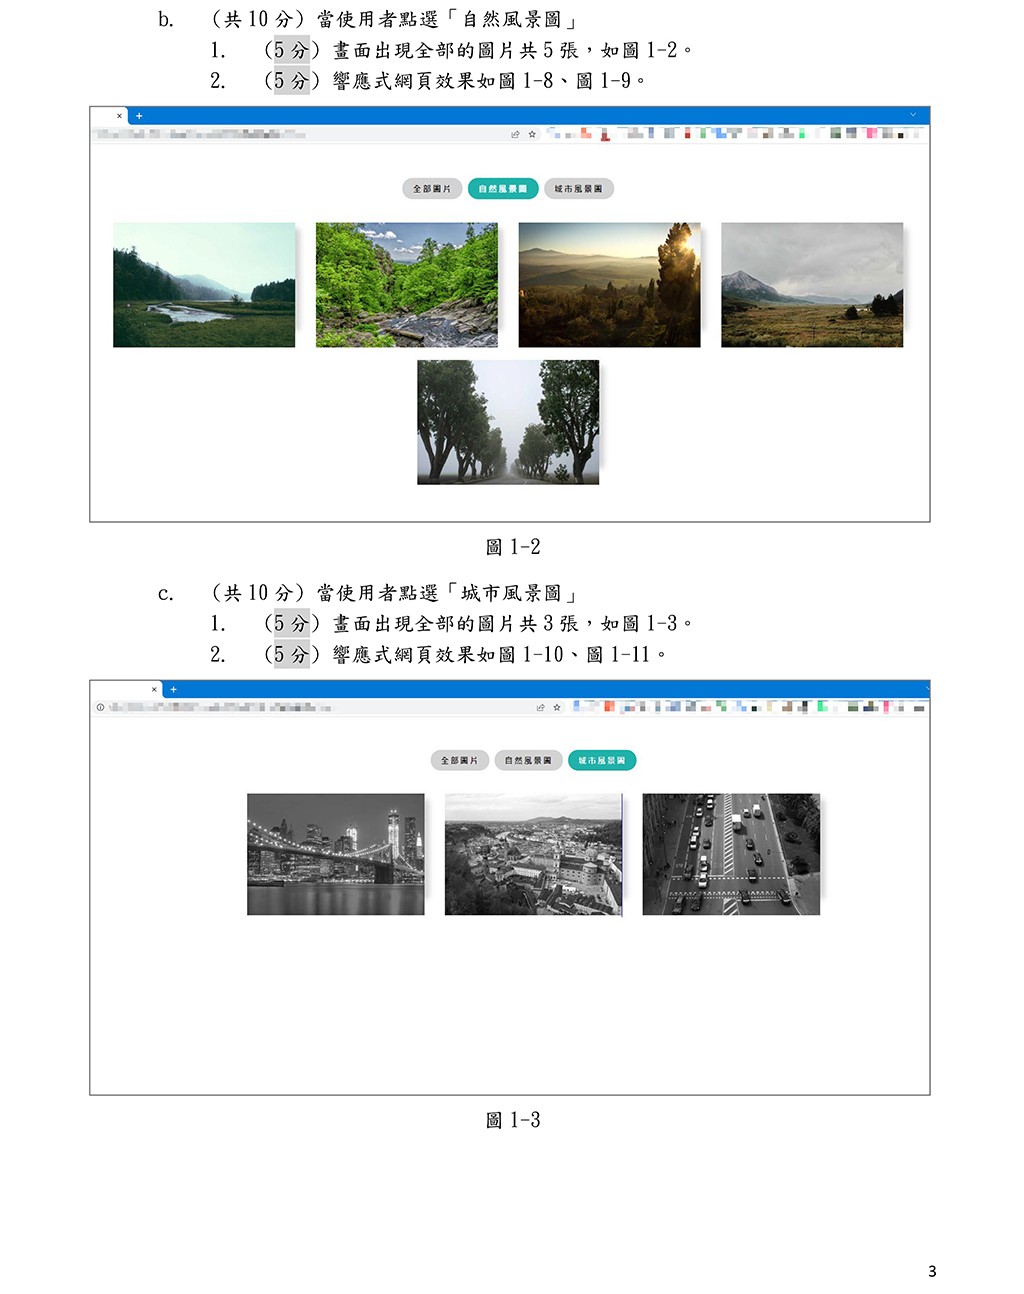 b. （共 10 分）當使用者點選「自然風景圖」
1. （5 分）畫面出現全部的圖片共 5 張，如圖 1-2。
2. （5 分）響應式網頁效果如圖 1-8、圖 1-9。
全部圖片 自然風景圖 城市風景圖
圖 1-2
c. （共 10 分）當使用者點選「城市風景圖」
1. （5 分）畫面出現全部的圖片共 3 張，如圖 1-3。
2. （5 分）響應式網頁效果如圖 1-10、圖 1-11。
全部圖片 自然風景圖 城市風景圖
圖 1-3
3